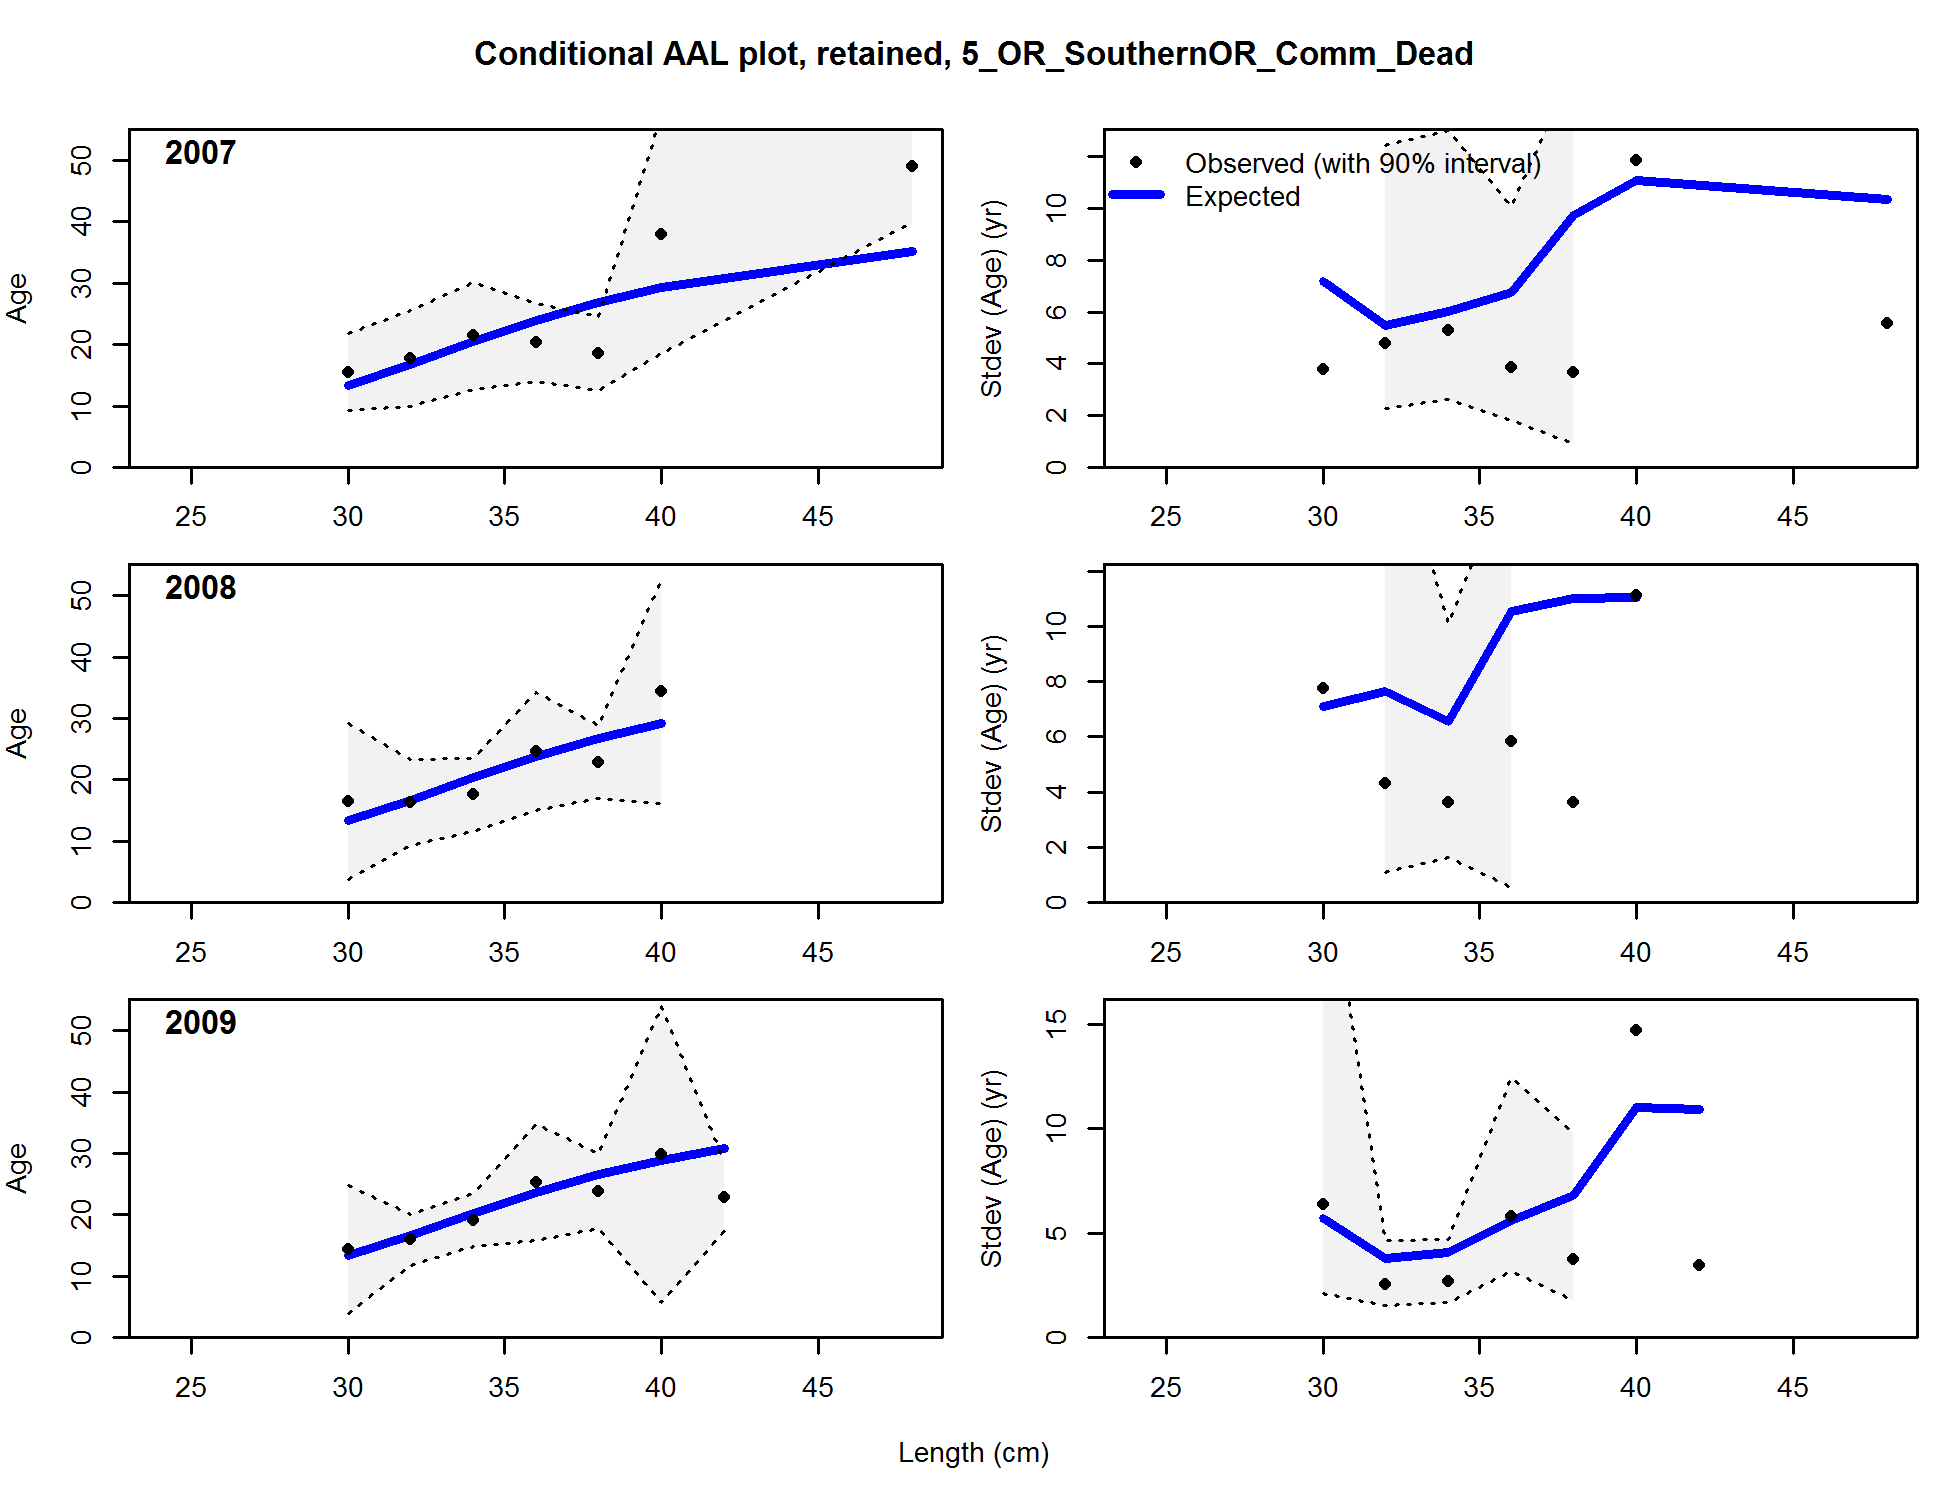 Conditional AAL plot, retained, 5_OR_SouthernOR_Comm_Dead
2007
Age
0 10 20 30 40 50
25 30 35 40 45
Observed (with 90% interval)
Expected
Stdev (Age) (yr)
0 2 4 6 8 10
25 30 35 40 45
2008
Age
0 10 20 30 40 50
25 30 35 40 45
Stdev (Age) (yr)
0 2 4 6 8 10
25 30 35 40 45
2009
Age
0 10 20 30 40 50
25 30 35 40 45
Stdev (Age) (yr)
0 5 10 15
25 30 35 40 45
Length (cm)